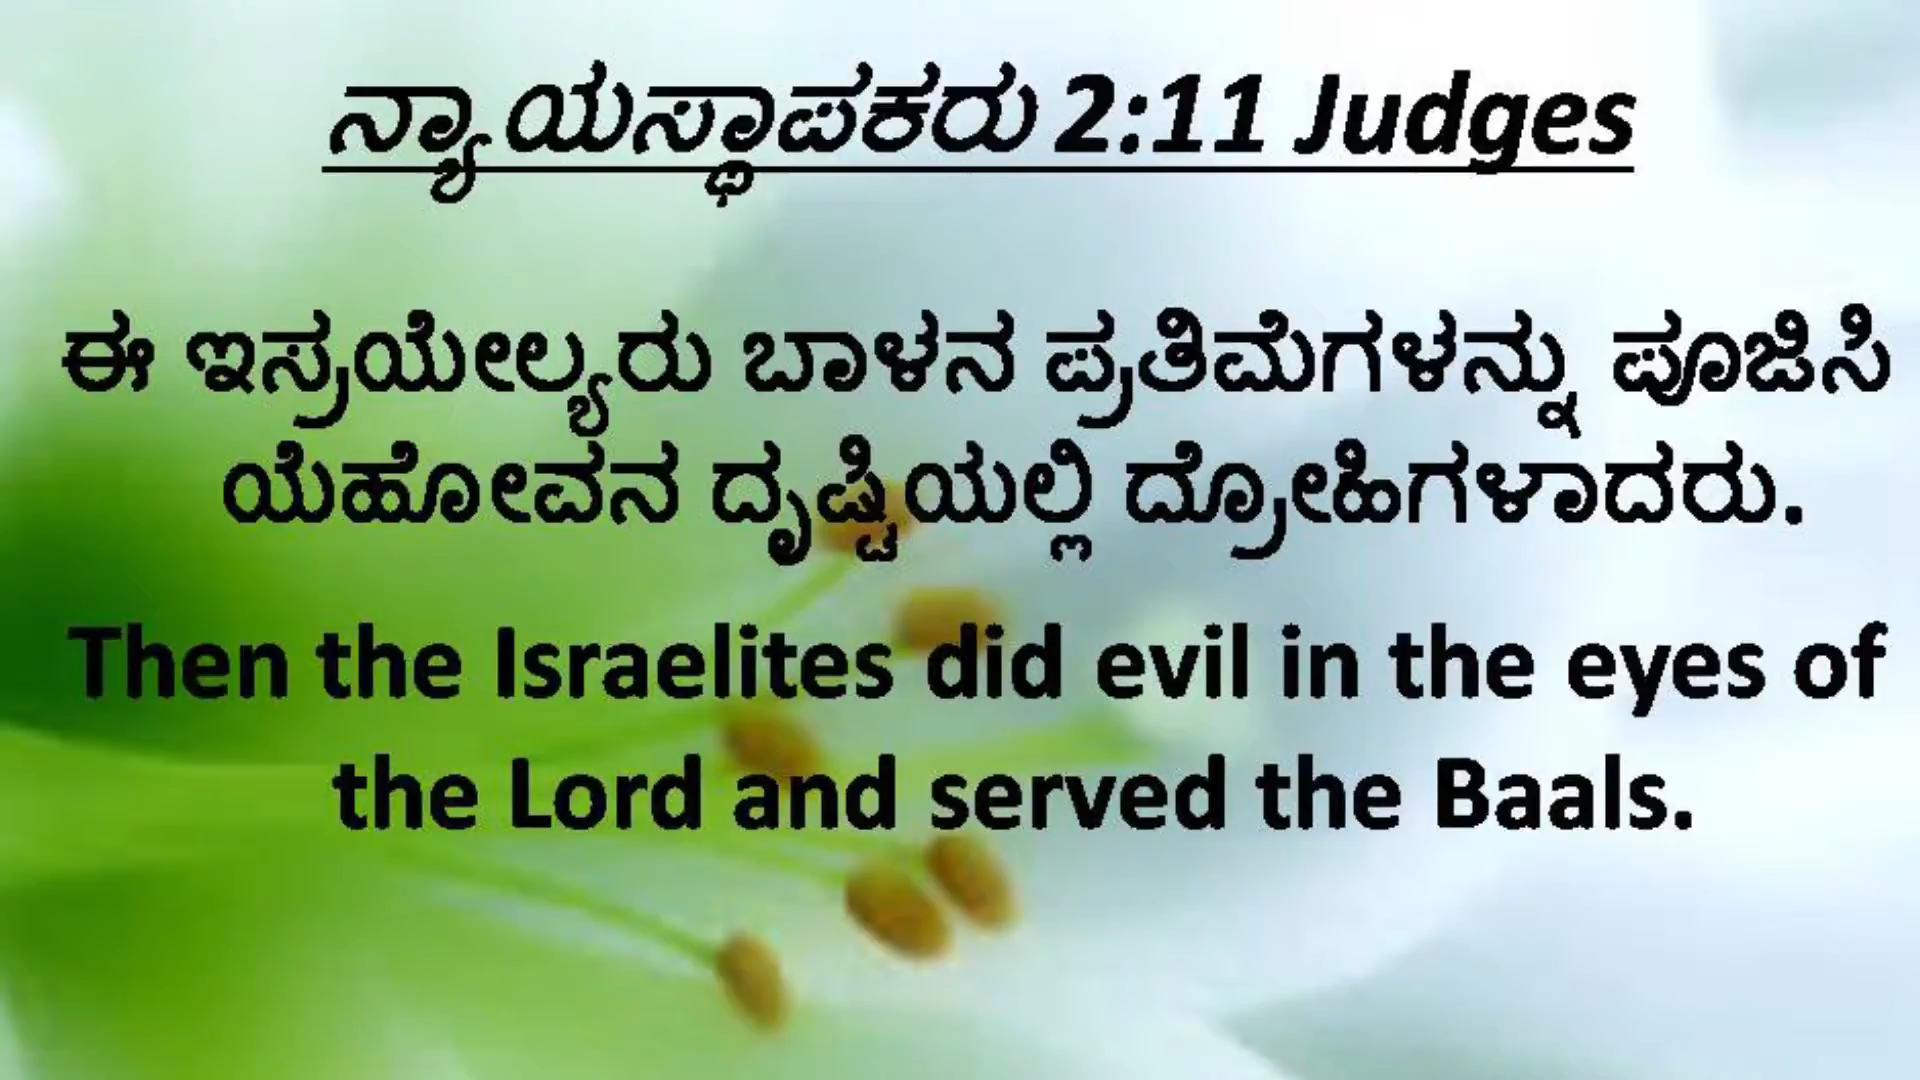 ನ್ಯಾಯಸ್ಥಾಪಕರು 2:11 Judges
ಈ ಇಸ್ರಯೇಲ್ಯರು ಬಾಳನ ಪ್ರತಿಮೆಗಳನ್ನು ಪೂಜಿಸಿ
ಯೆಹೋವನ ದೃಷ್ಟಿಯಲ್ಲಿ ದ್ರೋಹಿಗಳಾದರು.
Then the Israelites did evil in the eyes of
the Lord and served the Baals.